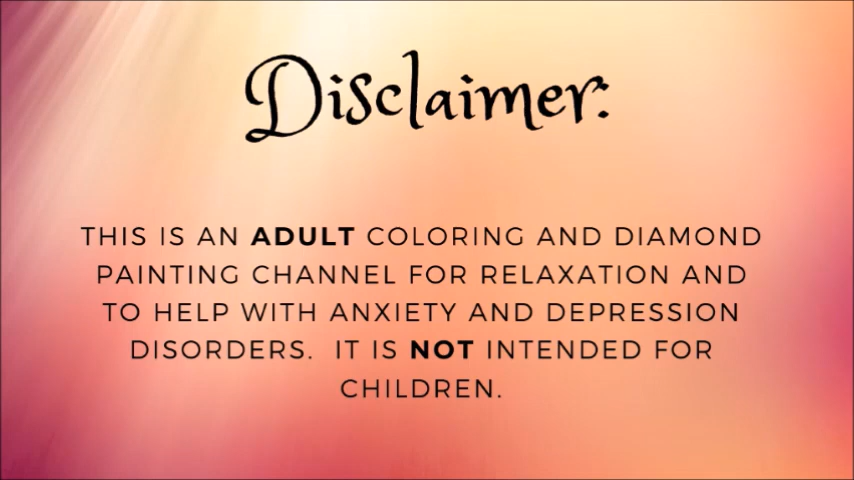 Disclaimer:
THIS IS AN ADULT COLORING AND DIAMOND
PAINTING CHANNEL FOR RELAXATION AND
TO HELP WITH ANXIETY AND DEPRESSION
DISORDERS.  IT IS NOT INTENDED FOR
CHILDREN.